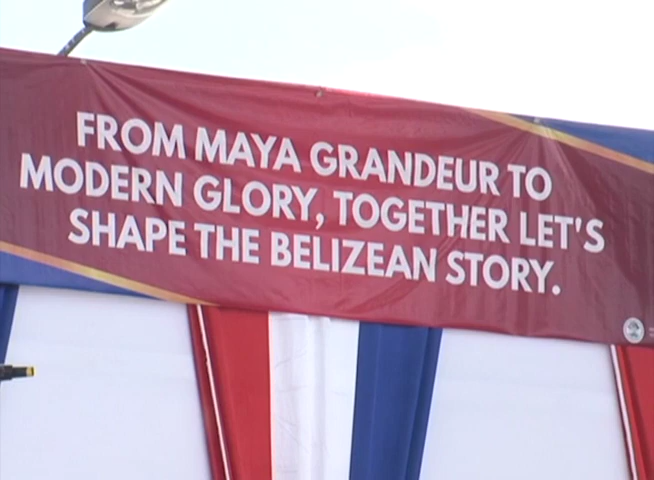 FROM MAYA GRANDEUR TO
MODERN GLORY, TOGETHER LET'S
SHAPE THE BELIZEAN STORY.